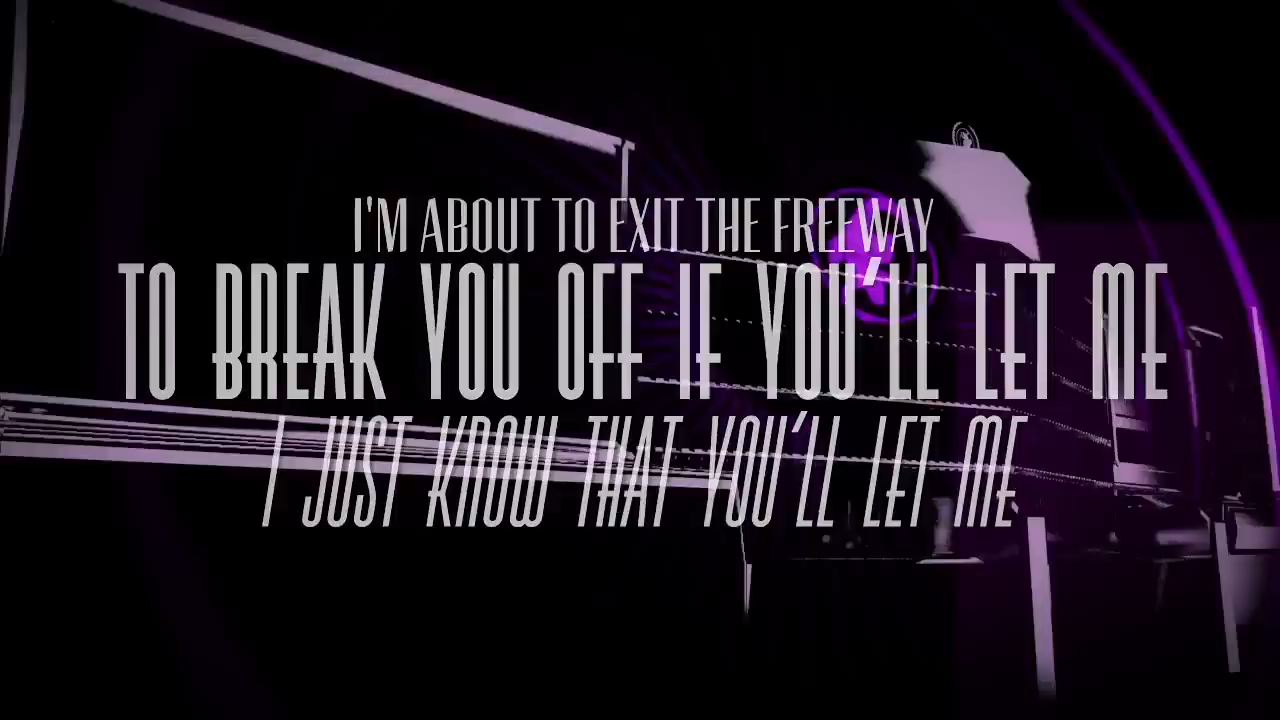 I'M ABOUT TO EXIT THE FREEWAY
TO BREAK YOU OFF IF YOU'LL LET ME
I JUST KNOW THAT YOU'LL LET ME